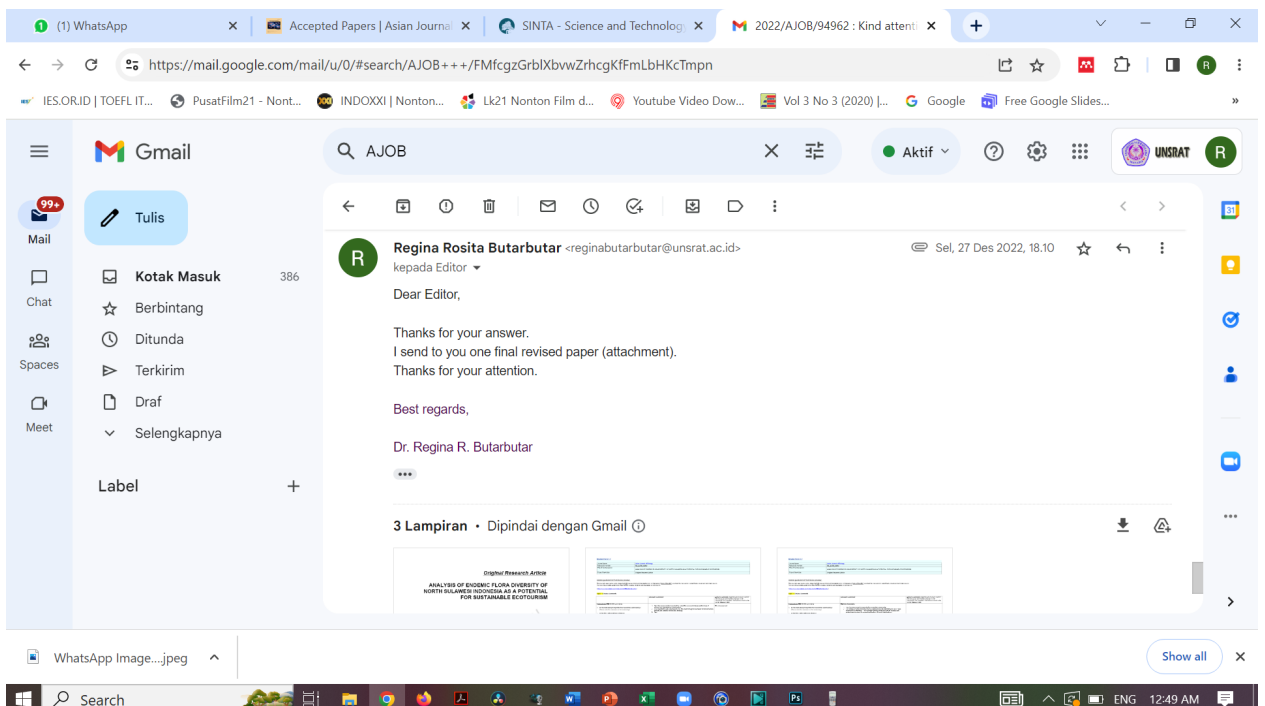 (1) WhatsApp
Accepted Papers | Asian Journal
SINTA - Science and Technolog
2022/AJOB/94962 : Kind attenti
https://mail.google.com/mail/u/0/#search/AJOB+++/FMfcgzGrblXbvwZrhcgKfFmLbHKcTmpn
R
IES.OR.ID | TOEFL IT...
PusatFilm21 - Nont...
INDOXXI | Nonton...
Lk21 Nonton Film d...
Youtube Video Dow...
Vol 3 No 3 (2020) |...
Google
Free Google Slides...
»
Gmail
AJOB
Aktif
UNSRAT
R
99+
Mail
Chat
Spaces
Meet
Tulis
Kotak Masuk 386
Berbintang
Ditunda
Terkirim
Draf
Selengkapnya
Label
31
R
Regina Rosita Butarbutar <reginabutarbutar@unsrat.ac.id>
Sel, 27 Des 2022, 18.10
kepada Editor
Dear Editor,
Thanks for your answer.
I send to you one final revised paper (attachment).
Thanks for your attention.
Best regards,
Dr. Regina R. Butarbutar
3 Lampiran • Dipindai dengan Gmail
Original Research Article
ANALYSIS OF ENDEMIC FLORA DIVERSITY OF
NORTH SULAWESI INDONESIA AS A POTENTIAL
FOR SUSTAINABLE ECOTOURISM
WhatsApp Image....jpeg
Show all
Search
ENG
12:49 AM